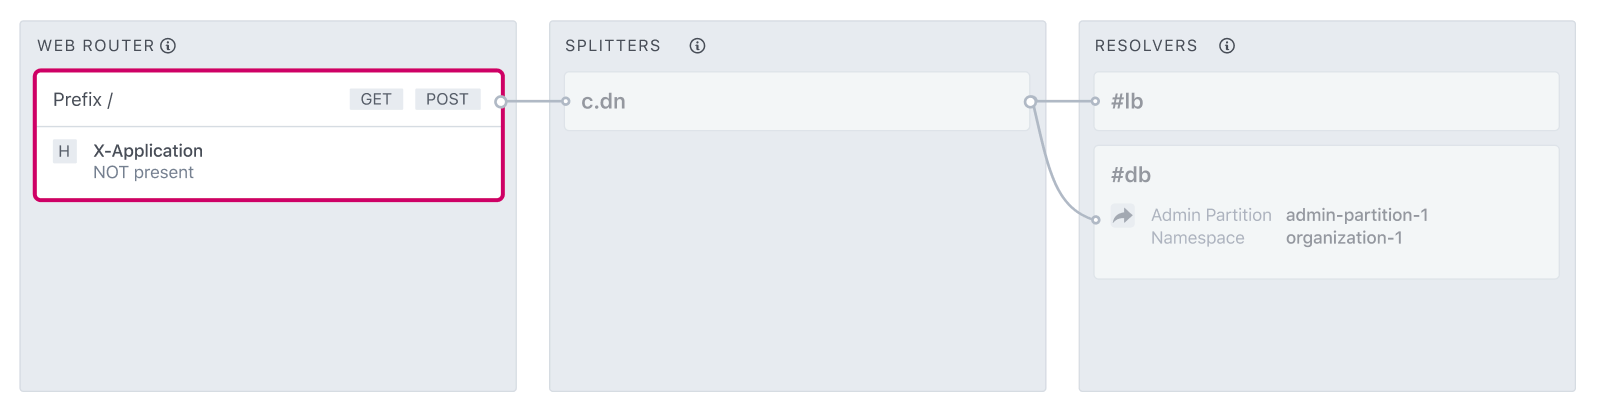 WEB ROUTER
Prefix /
GET
POST
H
X-Application
NOT present
SPLITTERS
c.dn
RESOLVERS
#lb
#db
Admin Partition admin-partition-1
Namespace organization-1